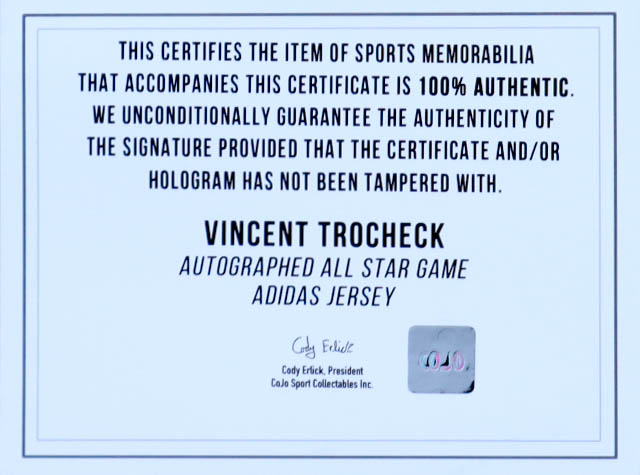 THIS CERTIFIES THE ITEM OF SPORTS MEMORABILIA
THAT ACCOMPANIES THIS CERTIFICATE IS 100% AUTHENTIC.
WE UNCONDITIONALLY GUARANTEE THE AUTHENTICITY OF
THE SIGNATURE PROVIDED THAT THE CERTIFICATE AND/OR
HOLOGRAM HAS NOT BEEN TAMPERED WITH.
VINCENT TROCHECK
AUTOGRAPHED ALL STAR GAME
ADIDAS JERSEY
Cody Erlick
Cody Erlick, President
CoJo Sport Collectables Inc.
COJO